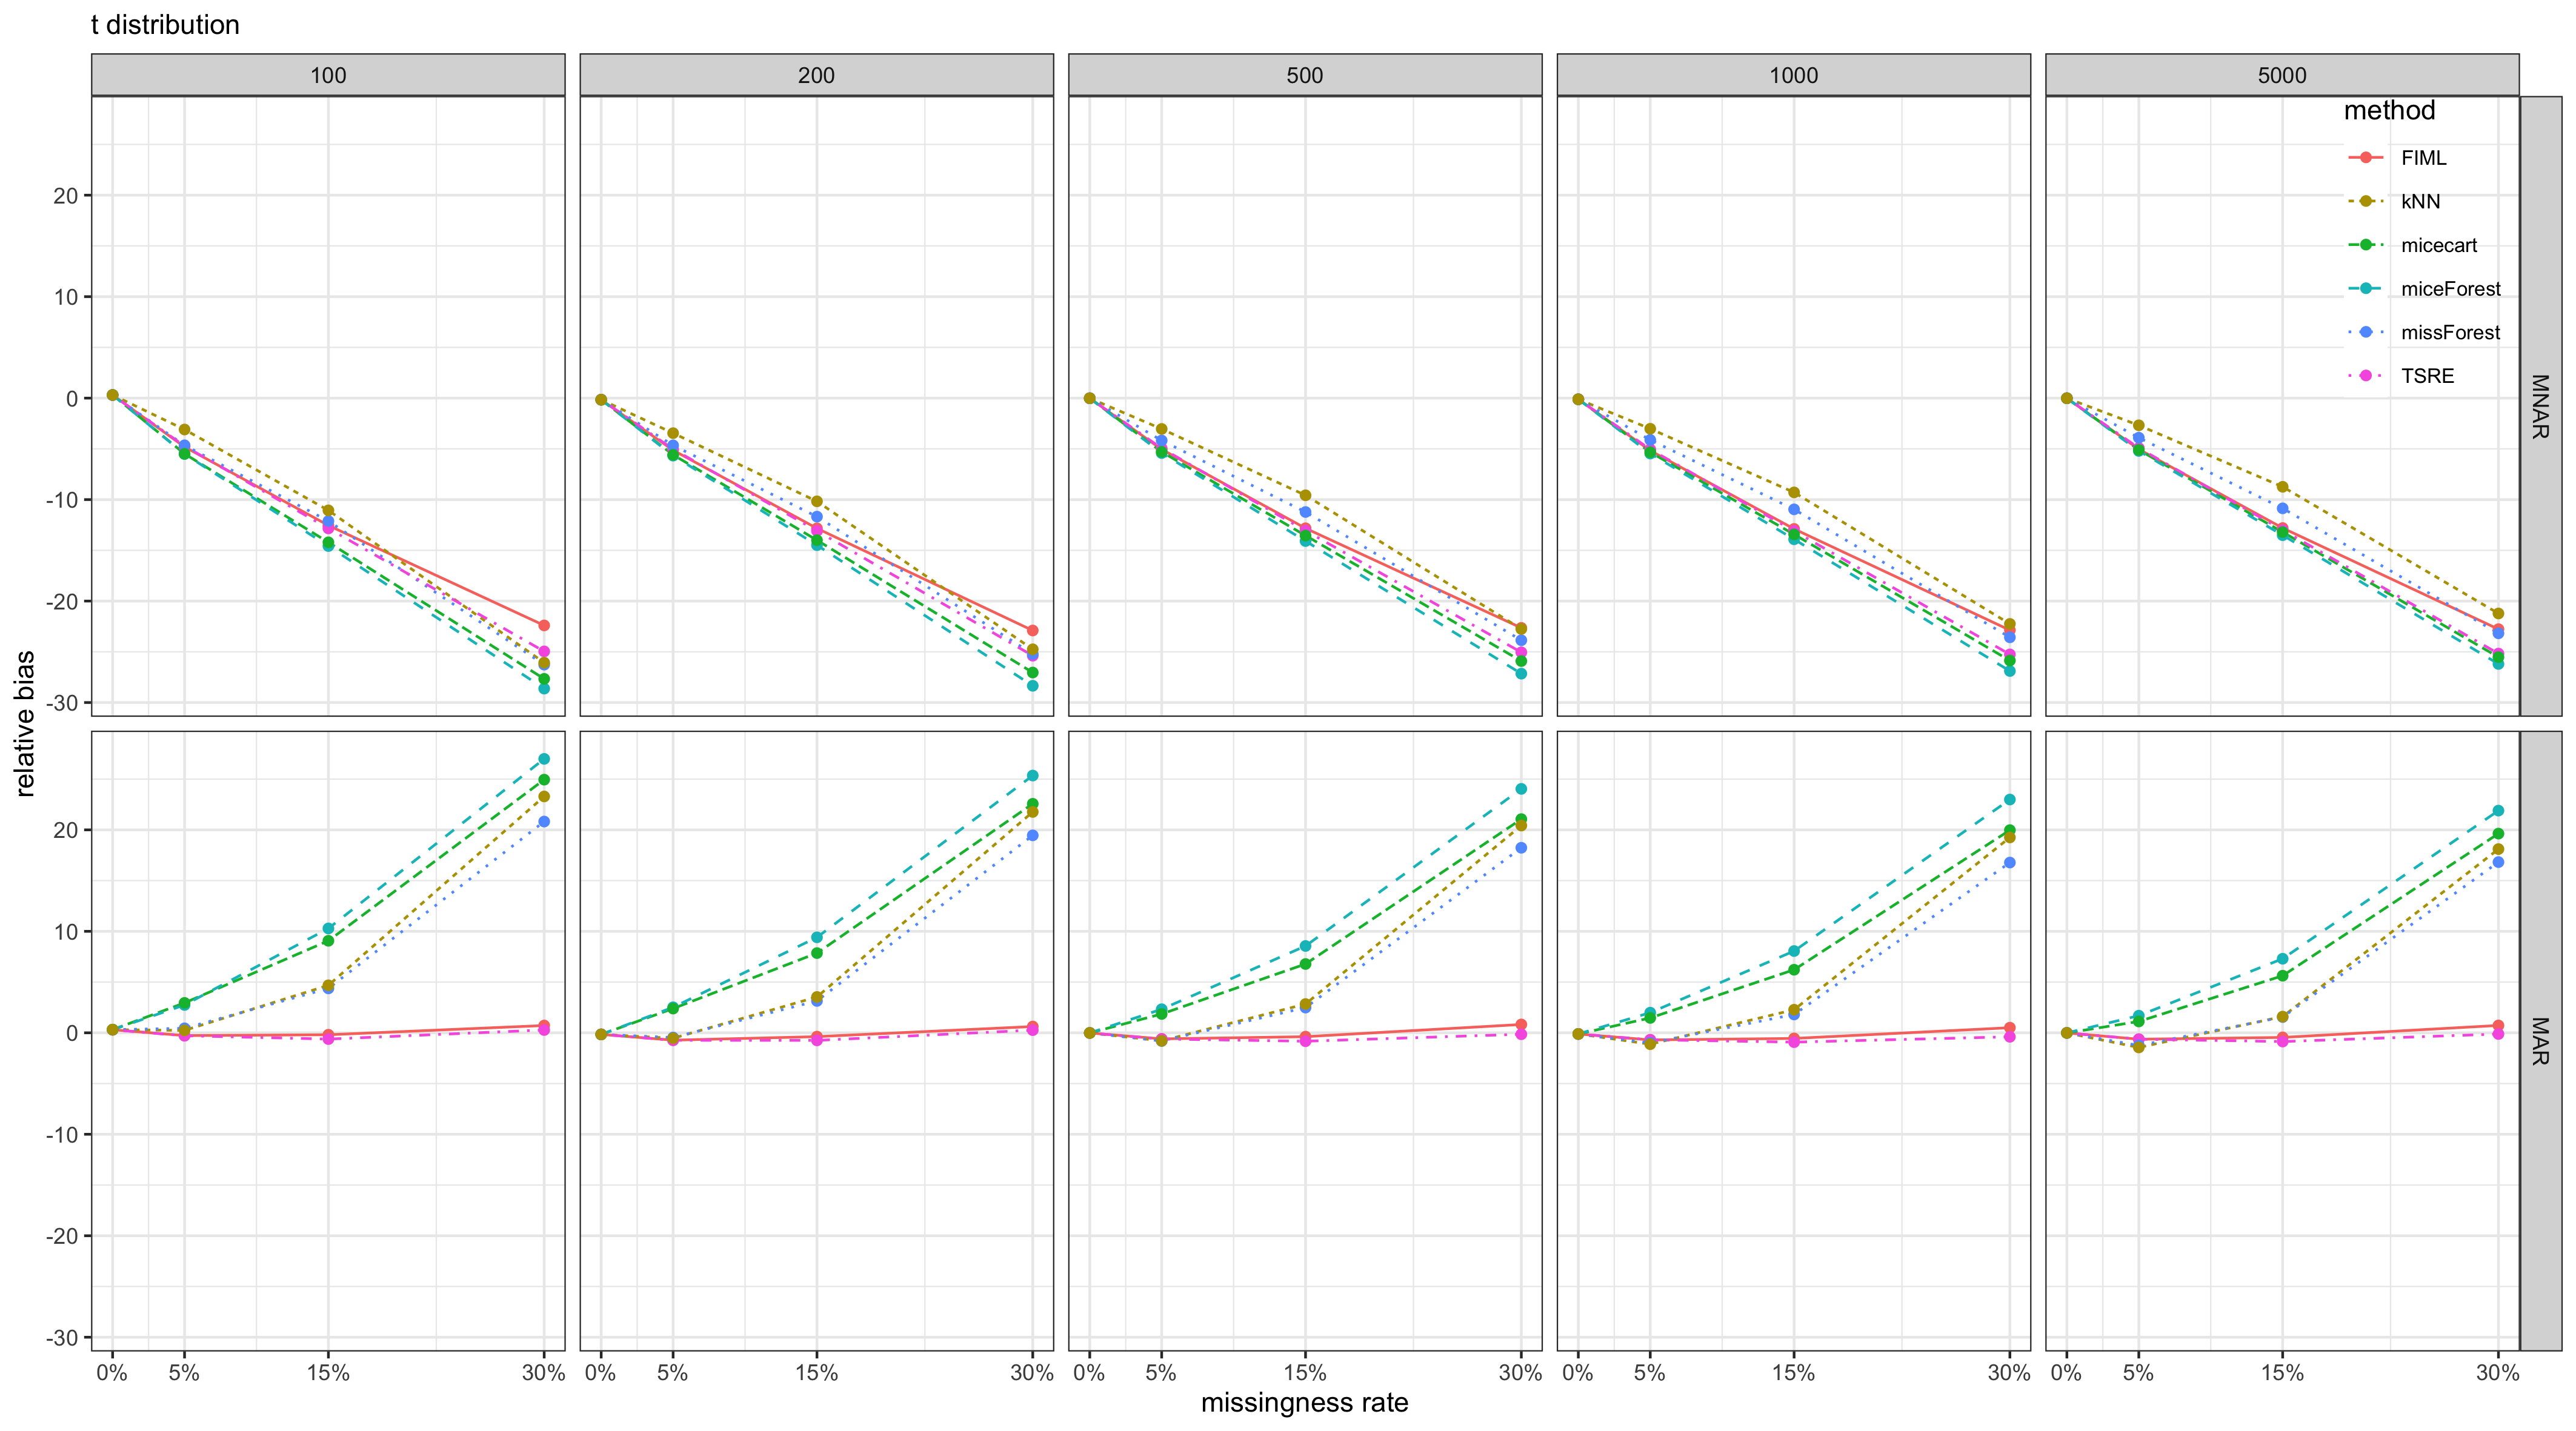 t distribution
100 200 500 1000 5000
method
FIML
kNN
micecart
miceForest
missForest
TSRE
MNAR
20
10
0
-10
-20
-30
relative bias
MAR
20
10
0
-10
-20
-30
0% 5% 15% 30% 0% 5% 15% 30% 0% 5% 15% 30% 0% 5% 15% 30% 0% 5% 15% 30%
missingness rate